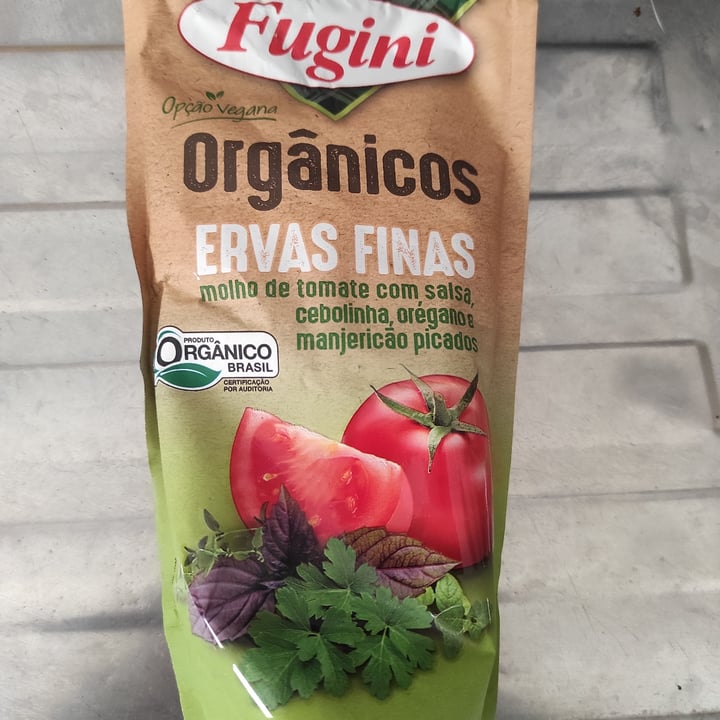 Fugini
Opção vegana
Orgânicos
ERVAS FINAS
molho de tomate com salsa,
cebolinha, orégano e
manjericão picados
PRODUTO
ORGÂNICO
BRASIL
CERTIFICAÇÃO
POR AUDITORIA